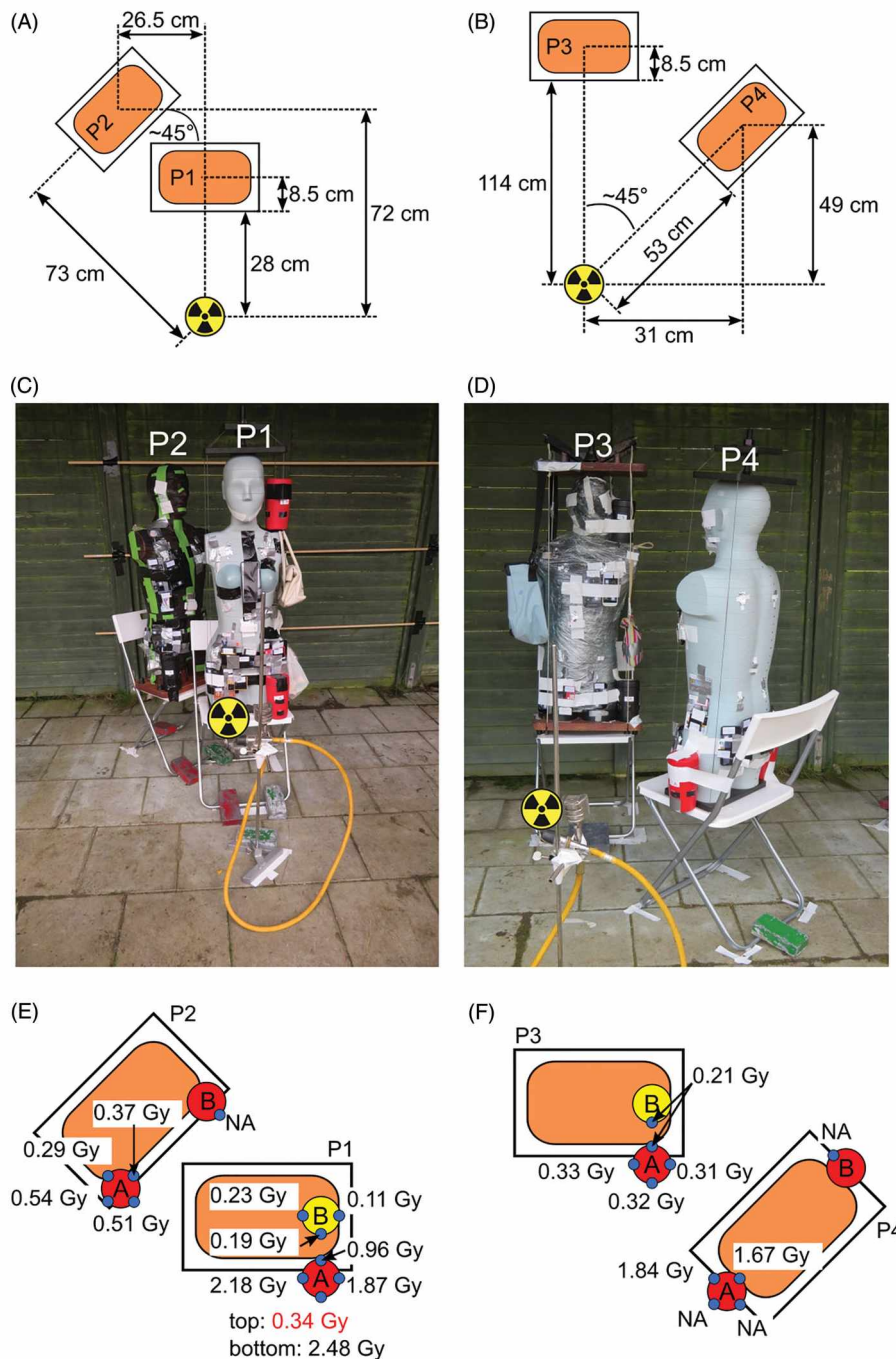 (A)
26.5 cm
P2
~45°
P1
8.5 cm
72 cm
28 cm
73 cm
(B)
P3
8.5 cm
P4
~45°
114 cm
49 cm
53 cm
31 cm
(C)
P2 P1
(D)
P3
P4
(E)
P2
0.37 Gy
B
NA
0.29 Gy
P1
0.54 Gy
A
0.51 Gy
0.23 Gy
0.11 Gy
B
0.19 Gy
0.96 Gy
2.18 Gy
A
1.87 Gy
top: 0.34 Gy
bottom: 2.48 Gy
(F)
P3
0.21 Gy
B
NA
0.33 Gy
A
0.31 Gy
B
0.32 Gy
P4
1.67 Gy
1.84 Gy
A
NA
NA